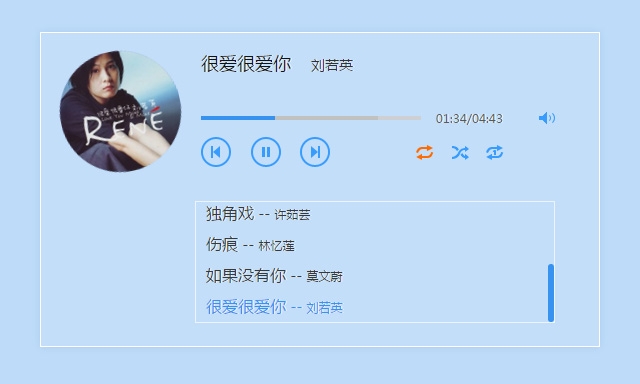 很爱很爱你 刘若英
RENE
01:34/04:43
独角戏 -- 许茹芸
伤痕 -- 林忆莲
如果没有你 -- 莫文蔚
很爱很爱你 -- 刘若英